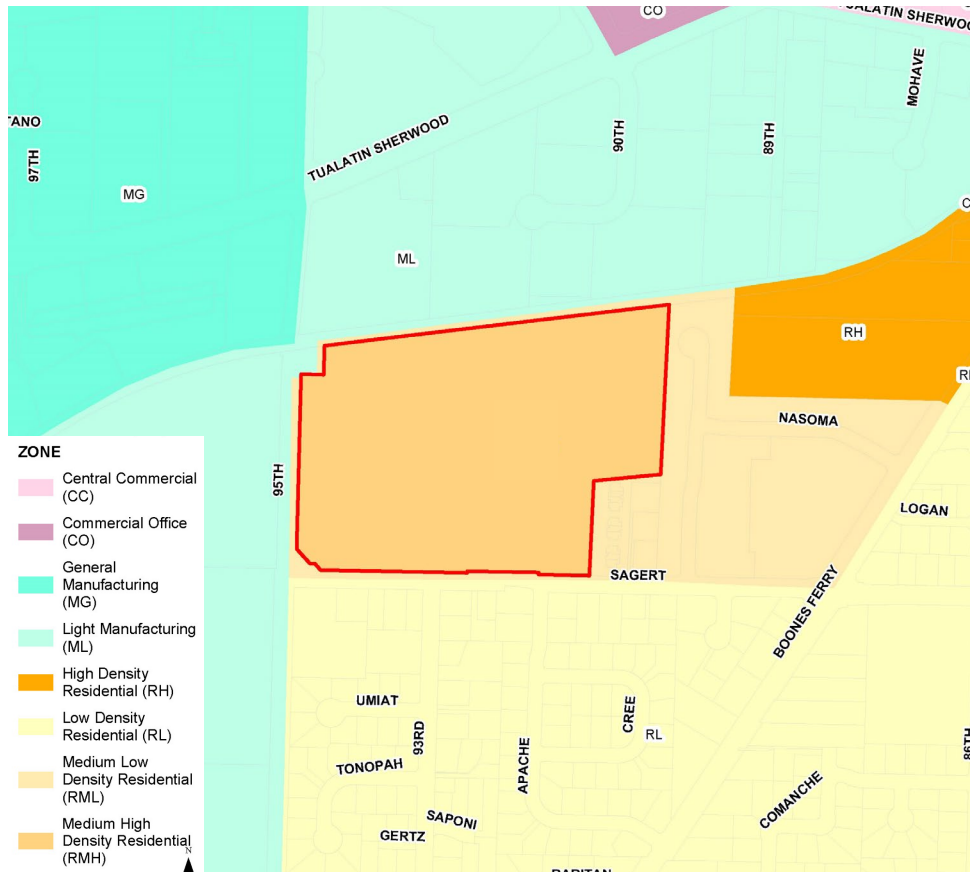 CO
TUALATIN SHERWOO
MOHAVE
TANO
97TH
90TH
89TH
TUALATIN SHERWOOD
MG
C
ML
RH
NASOMA
95TH
LOGAN
SAGERT
BOONES FERRY
UMIAT
93RD
CREE
RL
86TH
TONOPAH
APACHE
COMANCHE
SAPONI
GERTZ
ZONE
Central Commercial
(CC)
Commercial Office
(CO)
General
Manufacturing
(MG)
Light Manufacturing
(ML)
High Density
Residential (RH)
Low Density
Residential (RL)
Medium Low
Density Residential
(RML)
Medium High
Density Residential
(RMH)
N